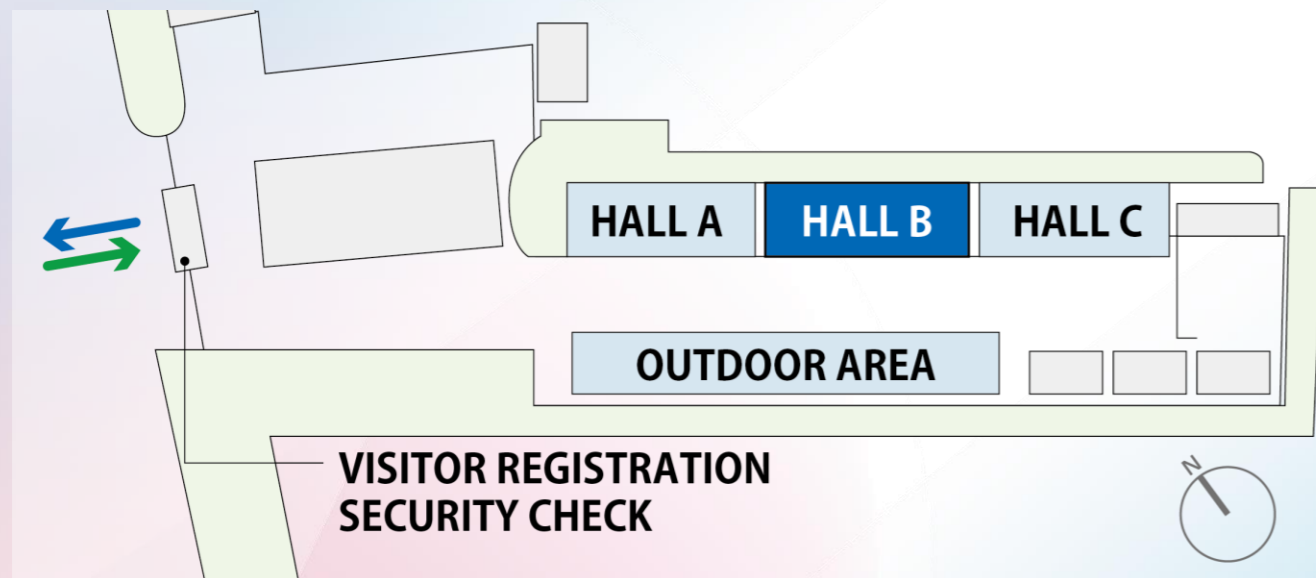 HALL A
HALL B
HALL C
OUTDOOR AREA
VISITOR REGISTRATION
SECURITY CHECK
N